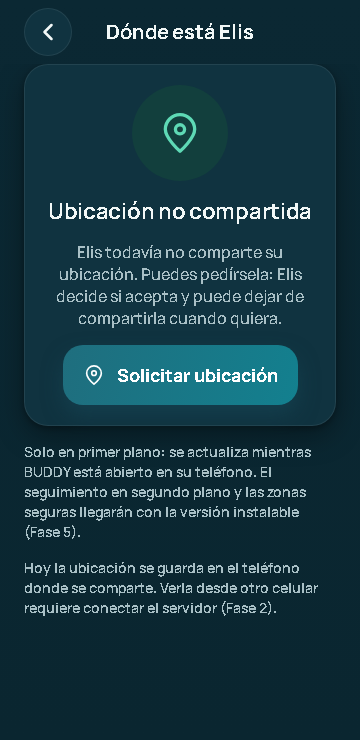 Dónde está Elis
Ubicación no compartida
Elis todavía no comparte su
ubicación. Puedes pedírsela: Elis
decide si acepta y puede dejar de
compartirla cuando quiera.
Solicitar ubicación
Solo en primer plano: se actualiza mientras
BUDDY está abierto en su teléfono. El
seguimiento en segundo plano y las zonas
seguras llegarán con la versión instalable
(Fase 5).
Hoy la ubicación se guarda en el teléfono
donde se comparte. Verla desde otro celular
requiere conectar el servidor (Fase 2).